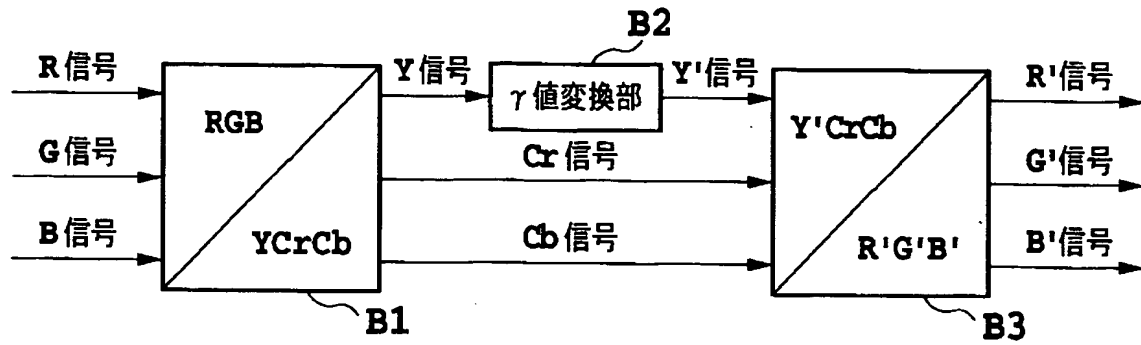 B2
R信号
Y信号
γ値変換部
Y'信号
R'信号
RGB
Y'CrCb
G信号
Cr信号
G'信号
B信号
YCrCb
Cb信号
R'G'B'
B'信号
B1
B3